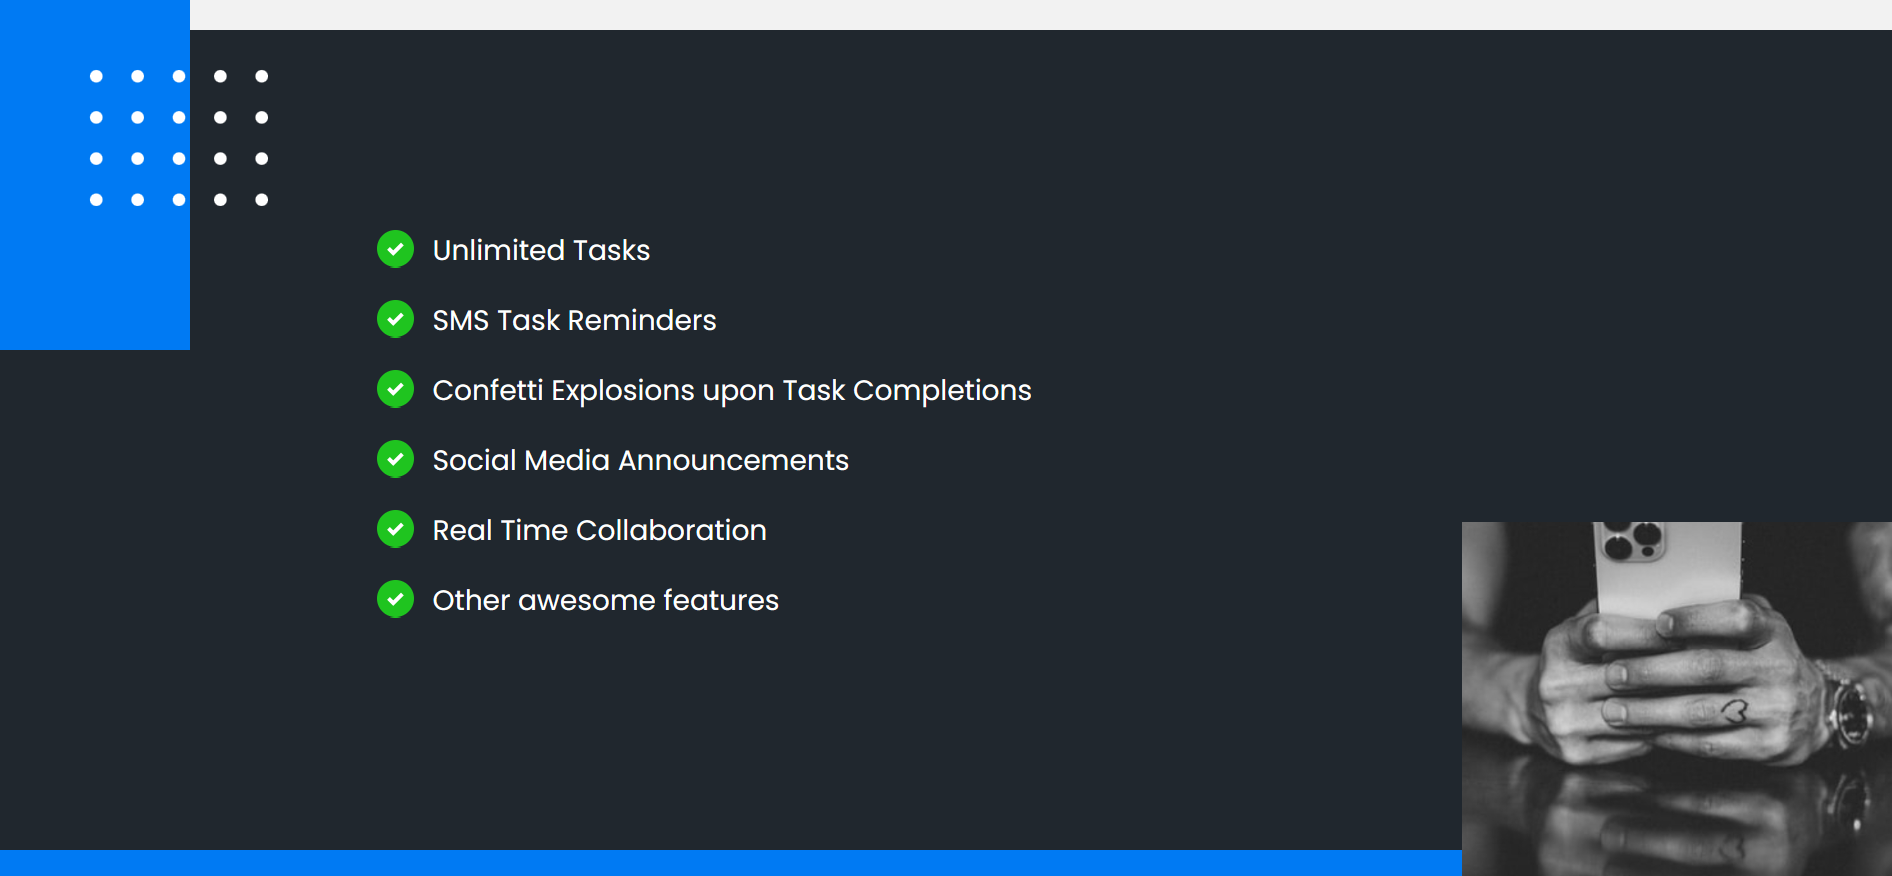 Unlimited Tasks
SMS Task Reminders
Confetti Explosions upon Task Completions
Social Media Announcements
Real Time Collaboration
Other awesome features